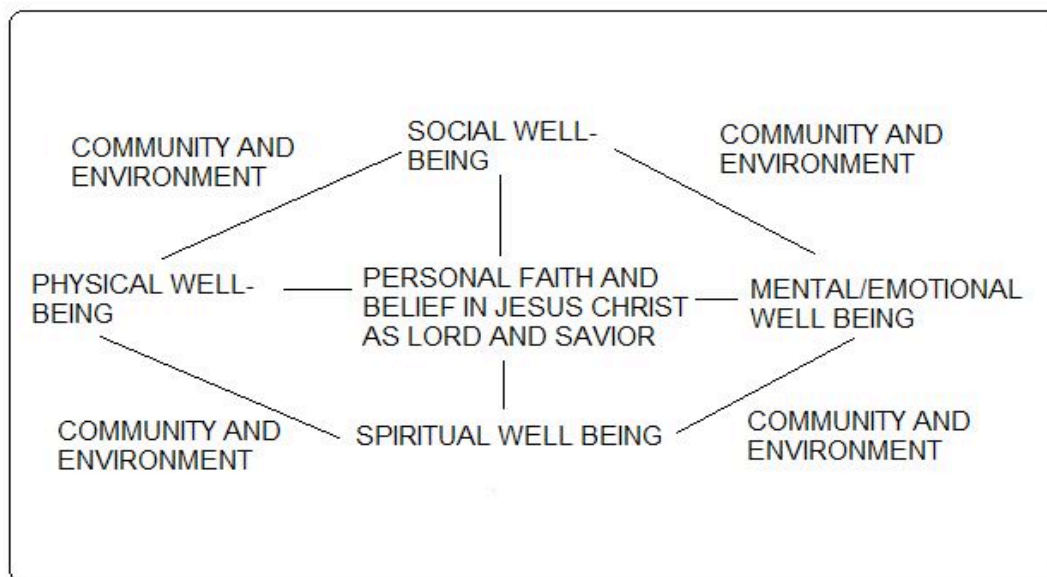 SOCIAL WELL-
BEING
COMMUNITY AND
ENVIRONMENT
COMMUNITY AND
ENVIRONMENT
PHYSICAL WELL-
BEING
PERSONAL FAITH AND
BELIEF IN JESUS CHRIST
AS LORD AND SAVIOR
MENTAL/EMOTIONAL
WELL BEING
COMMUNITY AND
ENVIRONMENT
SPIRITUAL WELL BEING
COMMUNITY AND
ENVIRONMENT